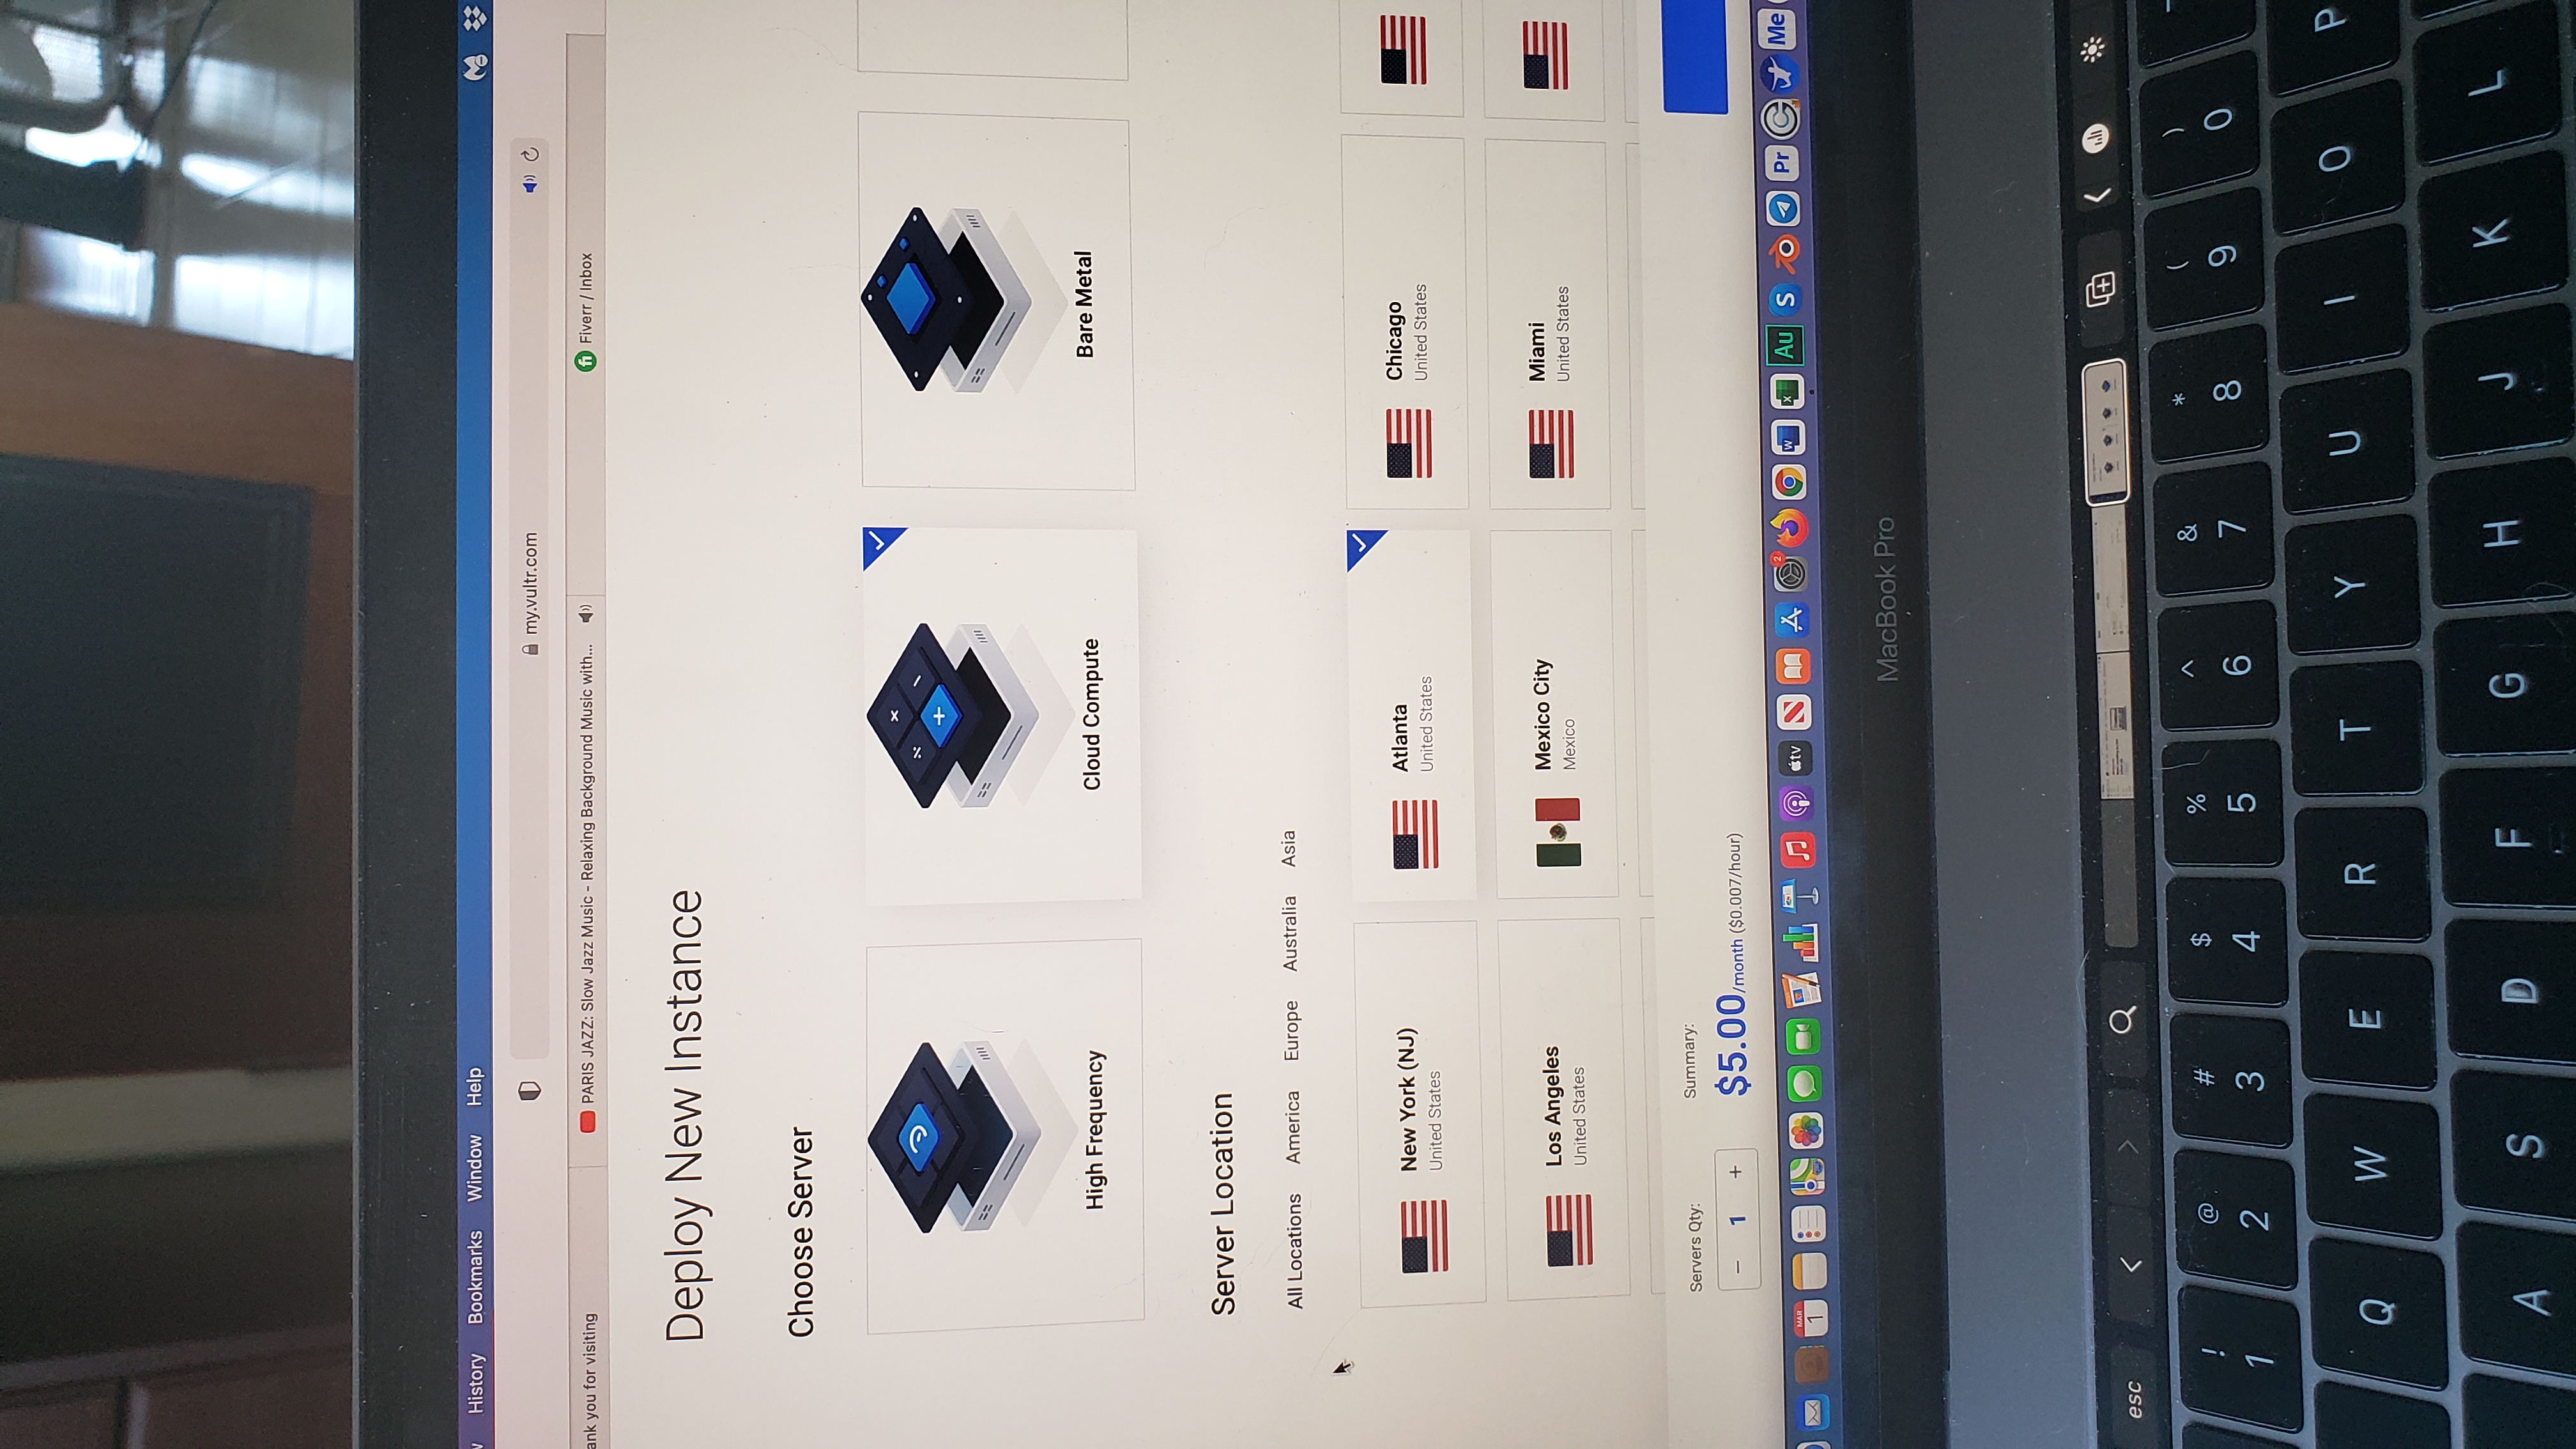 w History Bookmarks Window Help
my.vultr.com
ank you for visiting
PARIS JAZZ: Slow Jazz Music - Relaxing Background Music with...
fi Fiverr / Inbox
Deploy New Instance
Choose Server
High Frequency
Cloud Compute
Bare Metal
Server Location
All Locations America Europe Australia Asia
New York (NJ)
United States
Atlanta
United States
Chicago
United States
Los Angeles
United States
Mexico City
Mexico
Miami
United States
Servers Qty:
− 1 +
Summary:
$5.00/month ($0.007/hour)
MAR
1
tv
W
X
2
Au
S
Pr
Me
MacBook Pro
esc
! @ # $ % ^ & * ( )
1 2 3 4 5 6 7 8 9 0
Q W E R T Y U I O P
A S D F G H J K L